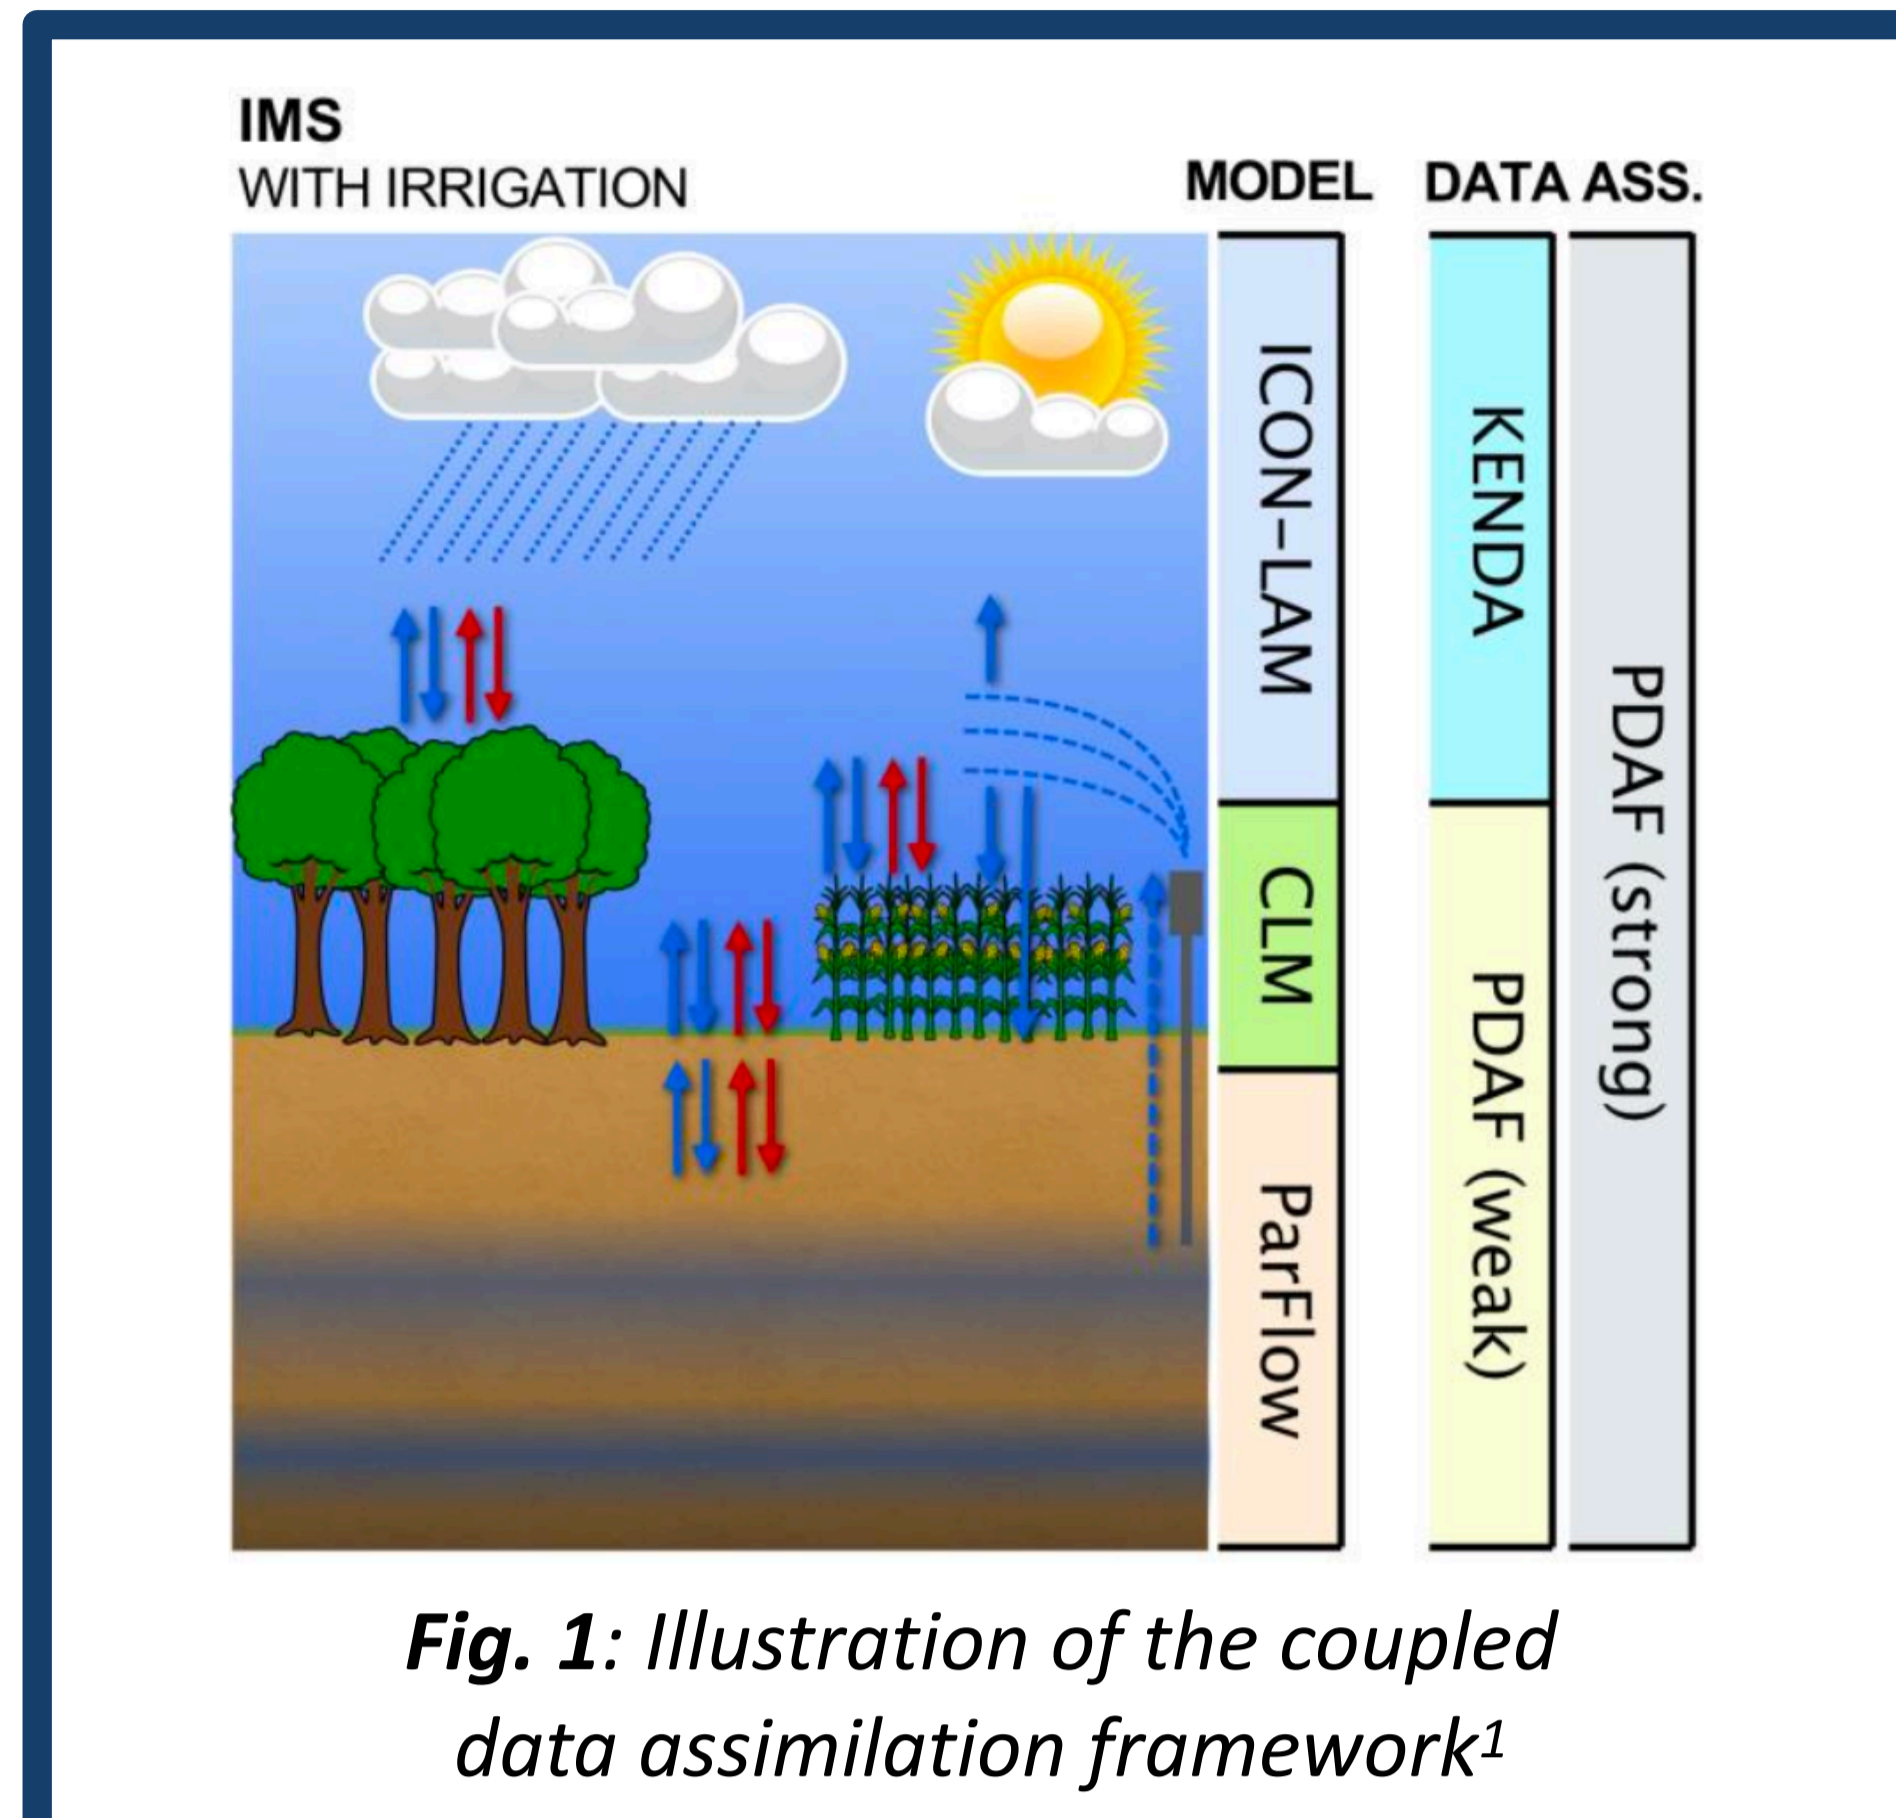 IMS
WITH IRRIGATION
MODEL
DATA ASS.
ICON-LAM
CLM
ParFlow
KENDA
PDAF (weak)
PDAF (strong)
Fig. 1: Illustration of the coupled
data assimilation framework¹